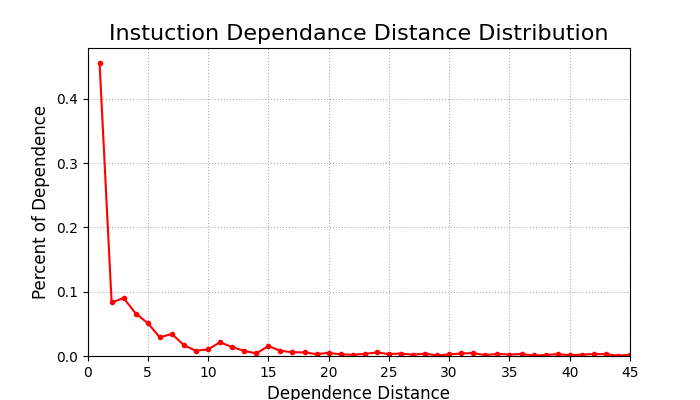 Instuction Dependance Distance Distribution
Percent of Dependence
0.4
0.3
0.2
0.1
0.0
0 5 10 15 20 25 30 35 40 45
Dependence Distance